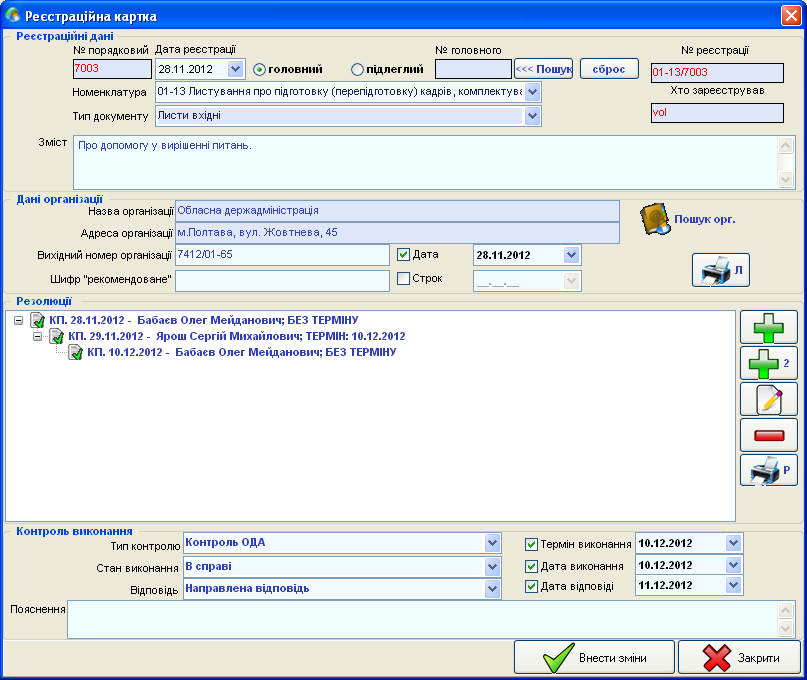 Реєстраційна картка
Реєстраційні дані
№ порядковий Дата реєстрації № головного № реєстрації
7003 28.11.2012 головний підлеглий <<< Пошук сброс 01-13/7003
Номенклатура 01-13 Листування про підготовку (перепідготовку) кадрів, комплектува Хто зареєстрував
Тип документу Листи вхідні vol
Зміст Про допомогу у вирішенні питань.
Дані організації
Назва організації Обласна держадміністрація Пошук орг.
Адреса організації м.Полтава, вул. Жовтнева, 45
Вихідний номер організації 7412/01-65 Дата 28.11.2012
Шифр "рекомендоване" Строк __.__.__ Л
Резолюції
КП. 28.11.2012 - Бабаєв Олег Мейданович; БЕЗ ТЕРМІНУ
КП. 29.11.2012 - Ярош Сергій Михайлович; ТЕРМІН: 10.12.2012
КП. 10.12.2012 - Бабаєв Олег Мейданович; БЕЗ ТЕРМІНУ
2
Р
Контроль виконання
Тип контролю Контроль ОДА Термін виконання 10.12.2012
Стан виконання В справі Дата виконання 10.12.2012
Відповідь Направлена відповідь Дата відповіді 11.12.2012
Пояснення
Внести зміни Закрити